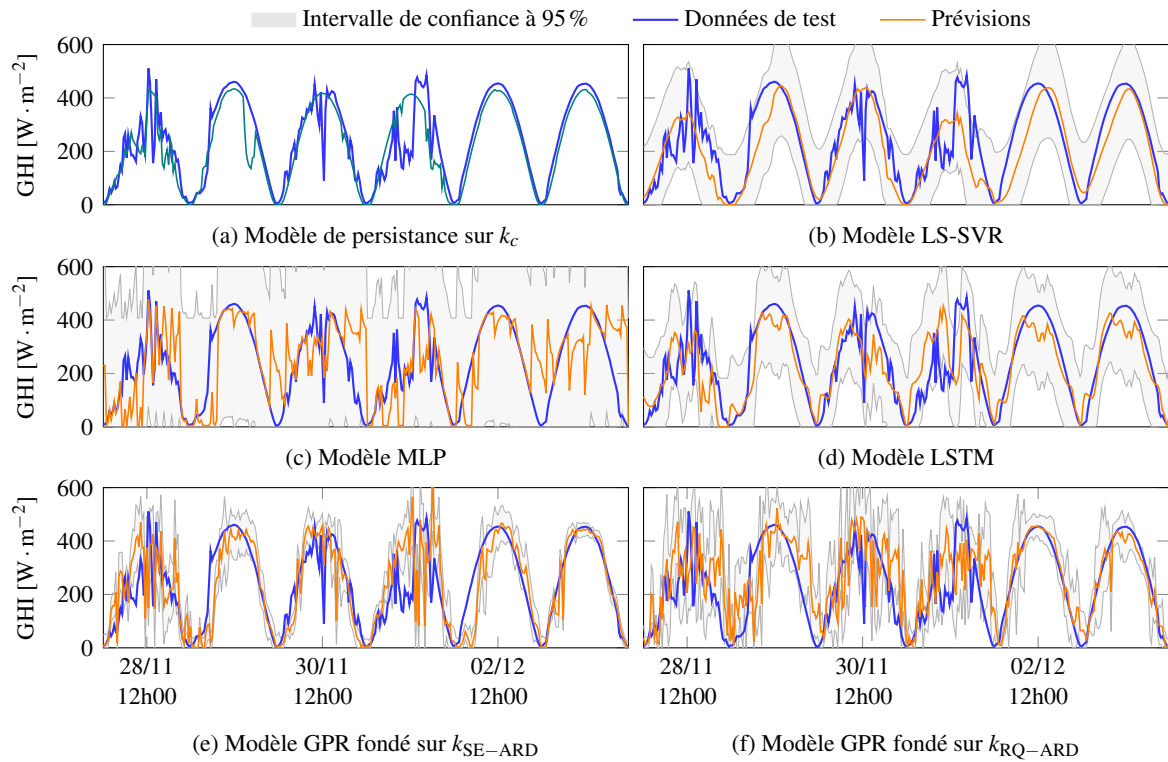 Intervalle de confiance à 95 % Données de test Prévisions
GHI [W · m⁻²]
600
400
200
0
(a) Modèle de persistance sur k_c
(b) Modèle LS-SVR
GHI [W · m⁻²]
600
400
200
0
(c) Modèle MLP
(d) Modèle LSTM
GHI [W · m⁻²]
600
400
200
0
28/11 30/11 02/12 28/11 30/11 02/12
12h00 12h00 12h00 12h00 12h00 12h00
(e) Modèle GPR fondé sur k_SE−ARD
(f) Modèle GPR fondé sur k_RQ−ARD